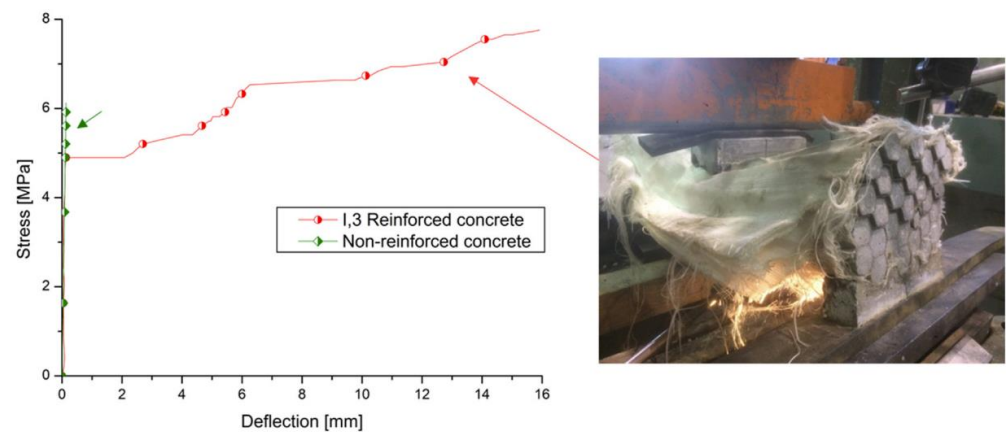 8
6
4
2
0
Stress [MPa]
I,3 Reinforced concrete
Non-reinforced concrete
0 2 4 6 8 10 12 14 16
Deflection [mm]